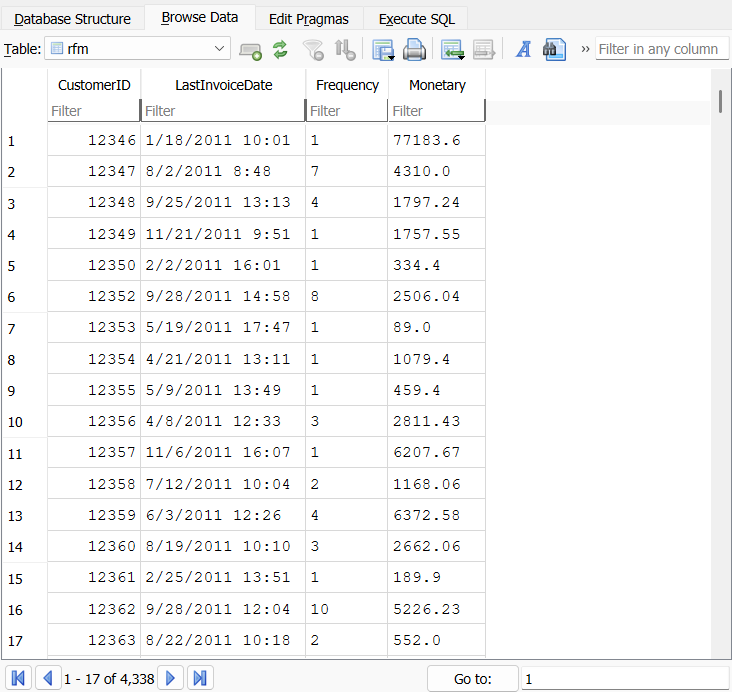 Database Structure Browse Data Edit Pragmas Execute SQL
Table: rfm » Filter in any column
CustomerID LastInvoiceDate Frequency Monetary
Filter Filter Filter Filter
1 12346 1/18/2011 10:01 1 77183.6
2 12347 8/2/2011 8:48 7 4310.0
3 12348 9/25/2011 13:13 4 1797.24
4 12349 11/21/2011 9:51 1 1757.55
5 12350 2/2/2011 16:01 1 334.4
6 12352 9/28/2011 14:58 8 2506.04
7 12353 5/19/2011 17:47 1 89.0
8 12354 4/21/2011 13:11 1 1079.4
9 12355 5/9/2011 13:49 1 459.4
10 12356 4/8/2011 12:33 3 2811.43
11 12357 11/6/2011 16:07 1 6207.67
12 12358 7/12/2011 10:04 2 1168.06
13 12359 6/3/2011 12:26 4 6372.58
14 12360 8/19/2011 10:10 3 2662.06
15 12361 2/25/2011 13:51 1 189.9
16 12362 9/28/2011 12:04 10 5226.23
17 12363 8/22/2011 10:18 2 552.0
1 - 17 of 4,338 Go to: 1